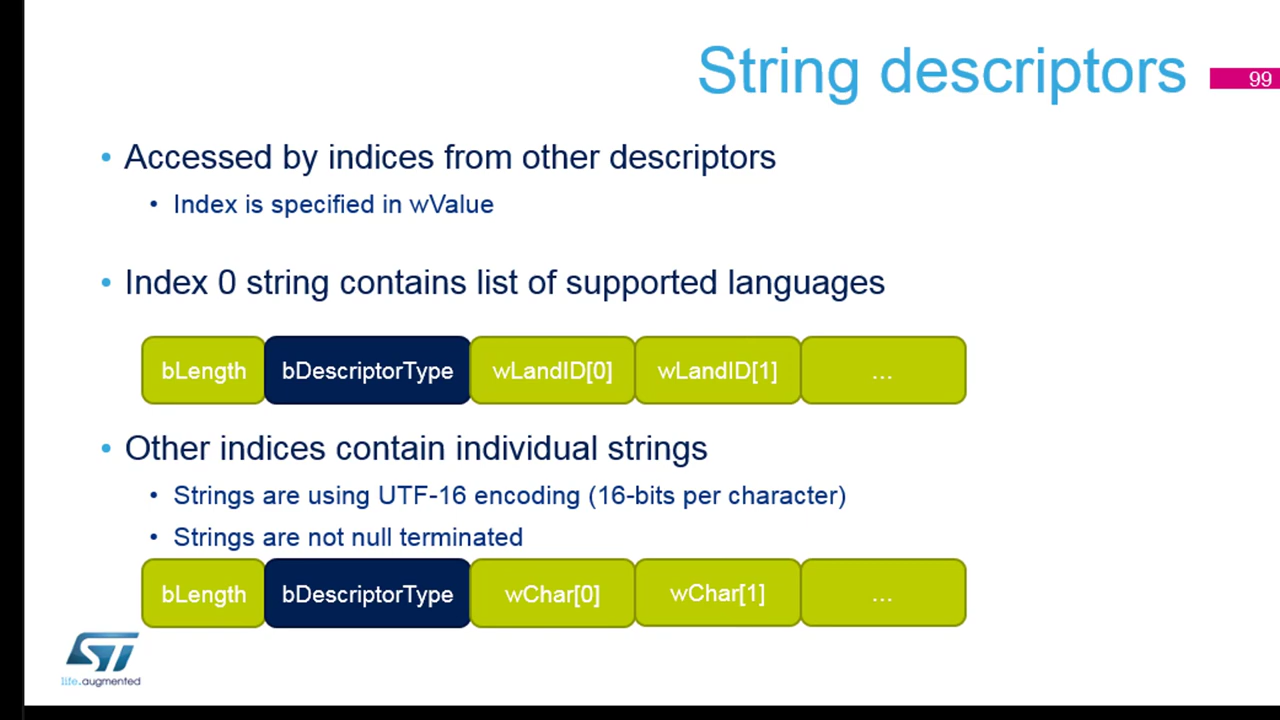 String descriptors
99
• Accessed by indices from other descriptors
• Index is specified in wValue
• Index 0 string contains list of supported languages
bLength bDescriptorType wLandID[0] wLandID[1] ...
• Other indices contain individual strings
• Strings are using UTF-16 encoding (16-bits per character)
• Strings are not null terminated
bLength bDescriptorType wChar[0] wChar[1] ...
ST
life.augmented